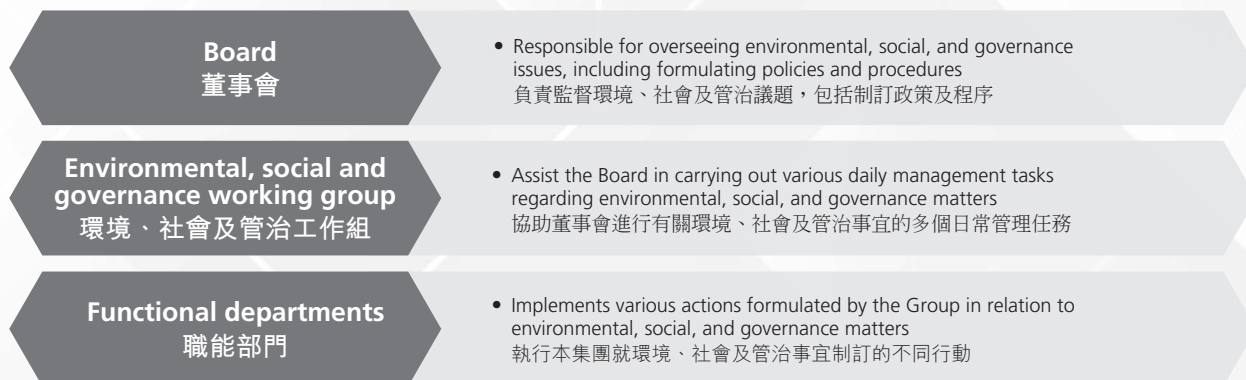 Board
董事會
• Responsible for overseeing environmental, social, and governance
issues, including formulating policies and procedures
負責監督環境、社會及管治議題，包括制訂政策及程序
Environmental, social and
governance working group
環境、社會及管治工作組
• Assist the Board in carrying out various daily management tasks
regarding environmental, social, and governance matters
協助董事會進行有關環境、社會及管治事宜的多個日常管理任務
Functional departments
職能部門
• Implements various actions formulated by the Group in relation to
environmental, social, and governance matters
執行本集團就環境、社會及管治事宜制訂的不同行動